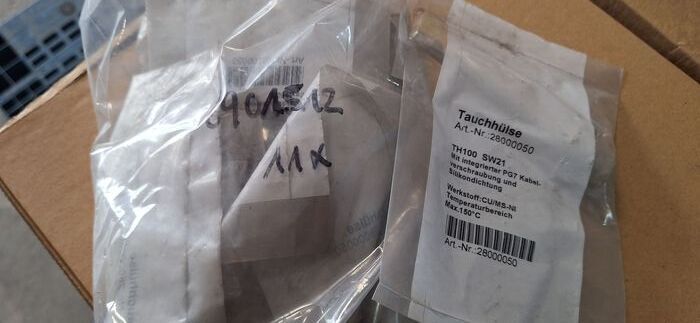 0901512
11x
Tauchhülse
Art.-Nr.:28000050
TH100 SW21
Mit integrierter PG7 Kabel-
verschraubung und
Silikondichtung
Werkstoff:CU/MS-NI
Temperaturbereich
Max.150°C
Art.-Nr.:28000050